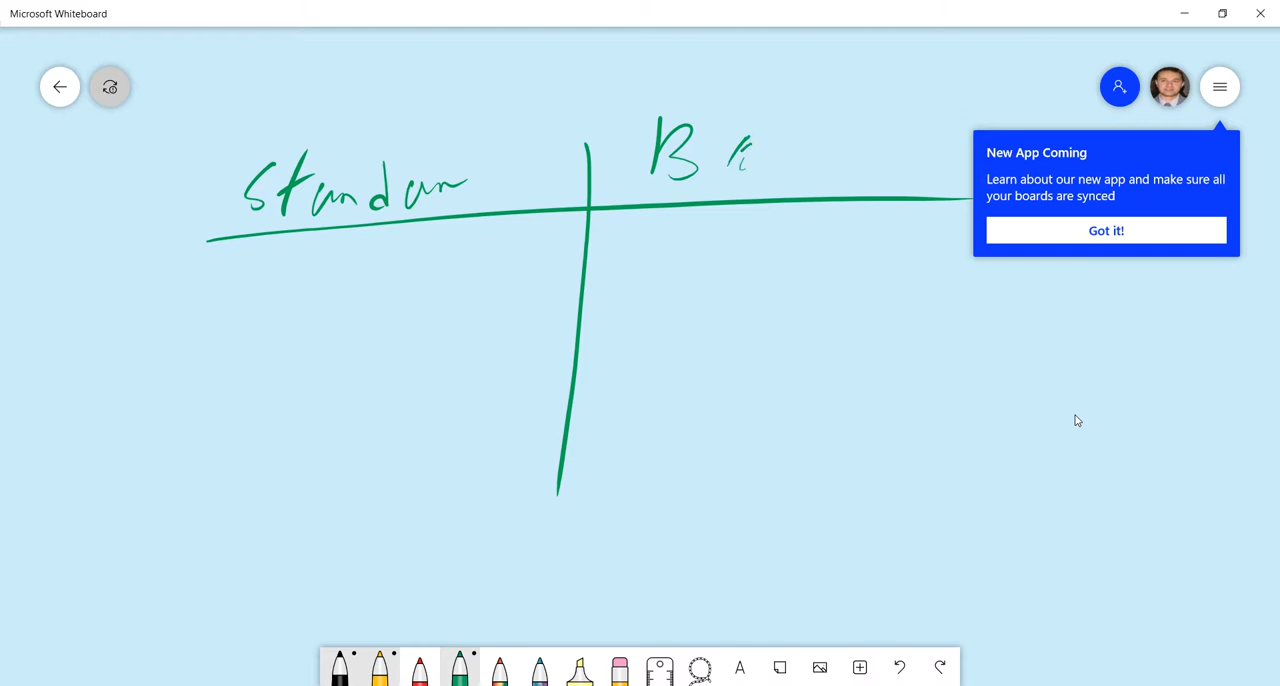 Microsoft Whiteboard
Standar
B
New App Coming
Learn about our new app and make sure all
your boards are synced
Got it!
A